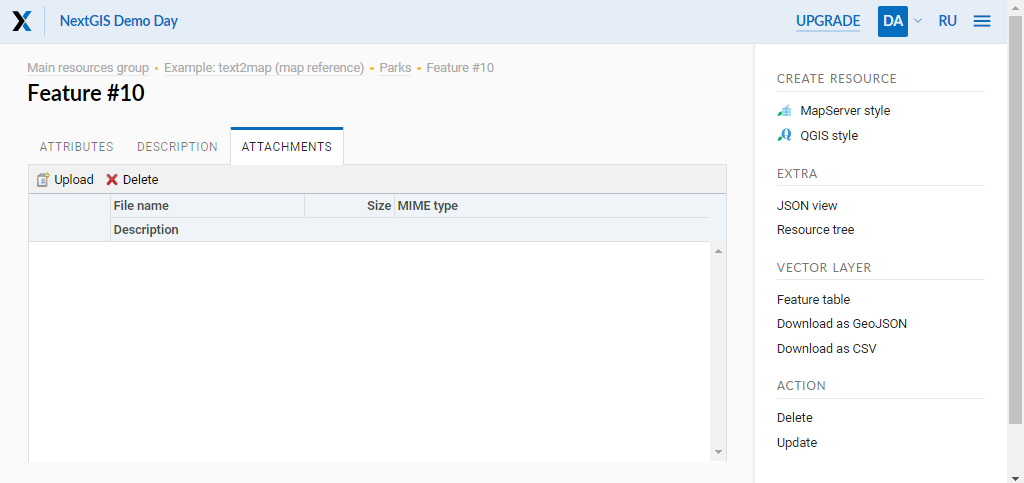 NextGIS Demo Day
UPGRADE
DA
RU
Main resources group • Example: text2map (map reference) • Parks • Feature #10
Feature #10
ATTRIBUTES
DESCRIPTION
ATTACHMENTS
Upload
Delete
File name
Size
MIME type
Description
CREATE RESOURCE
MapServer style
QGIS style
EXTRA
JSON view
Resource tree
VECTOR LAYER
Feature table
Download as GeoJSON
Download as CSV
ACTION
Delete
Update